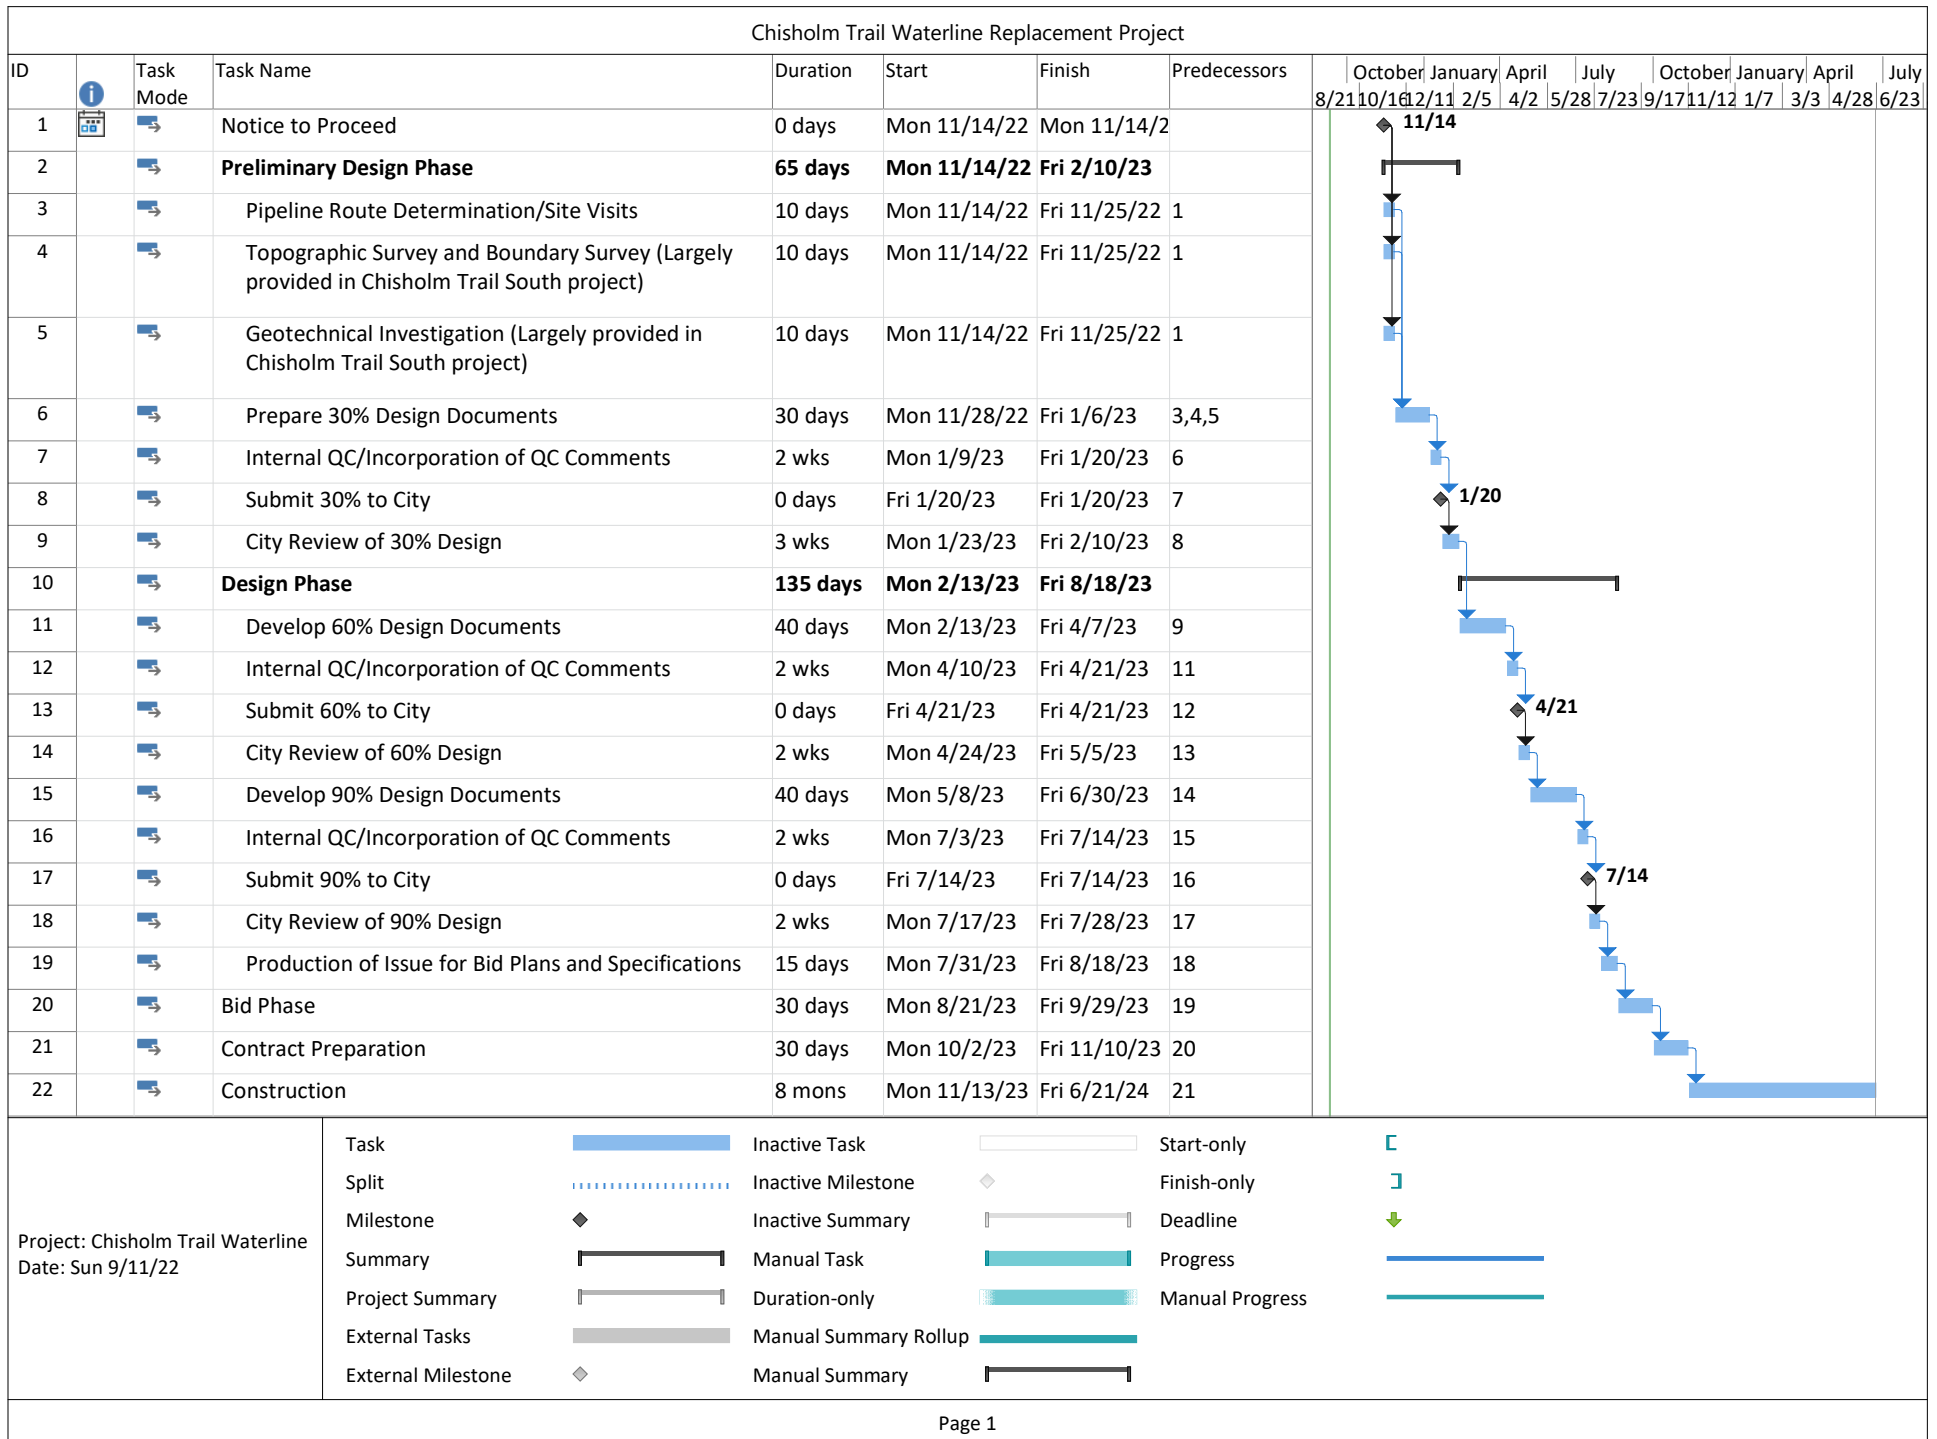 Chisholm Trail Waterline Replacement Project
ID Task Mode Task Name Duration Start Finish Predecessors
October January April July October January April July
8/21 10/16 12/11 2/5 4/2 5/28 7/23 9/17 11/12 1/7 3/3 4/28 6/23
1 Notice to Proceed 0 days Mon 11/14/22 Mon 11/14/2 11/14
2 Preliminary Design Phase 65 days Mon 11/14/22 Fri 2/10/23
3 Pipeline Route Determination/Site Visits 10 days Mon 11/14/22 Fri 11/25/22 1
4 Topographic Survey and Boundary Survey (Largely 10 days Mon 11/14/22 Fri 11/25/22 1
provided in Chisholm Trail South project)
5 Geotechnical Investigation (Largely provided in 10 days Mon 11/14/22 Fri 11/25/22 1
Chisholm Trail South project)
6 Prepare 30% Design Documents 30 days Mon 11/28/22 Fri 1/6/23 3,4,5
7 Internal QC/Incorporation of QC Comments 2 wks Mon 1/9/23 Fri 1/20/23 6
8 Submit 30% to City 0 days Fri 1/20/23 Fri 1/20/23 7 1/20
9 City Review of 30% Design 3 wks Mon 1/23/23 Fri 2/10/23 8
10 Design Phase 135 days Mon 2/13/23 Fri 8/18/23
11 Develop 60% Design Documents 40 days Mon 2/13/23 Fri 4/7/23 9
12 Internal QC/Incorporation of QC Comments 2 wks Mon 4/10/23 Fri 4/21/23 11
13 Submit 60% to City 0 days Fri 4/21/23 Fri 4/21/23 12 4/21
14 City Review of 60% Design 2 wks Mon 4/24/23 Fri 5/5/23 13
15 Develop 90% Design Documents 40 days Mon 5/8/23 Fri 6/30/23 14
16 Internal QC/Incorporation of QC Comments 2 wks Mon 7/3/23 Fri 7/14/23 15
17 Submit 90% to City 0 days Fri 7/14/23 Fri 7/14/23 16 7/14
18 City Review of 90% Design 2 wks Mon 7/17/23 Fri 7/28/23 17
19 Production of Issue for Bid Plans and Specifications 15 days Mon 7/31/23 Fri 8/18/23 18
20 Bid Phase 30 days Mon 8/21/23 Fri 9/29/23 19
21 Contract Preparation 30 days Mon 10/2/23 Fri 11/10/23 20
22 Construction 8 mons Mon 11/13/23 Fri 6/21/24 21
Project: Chisholm Trail Waterline
Date: Sun 9/11/22
Task Inactive Task Start-only
Split Inactive Milestone Finish-only
Milestone Inactive Summary Deadline
Summary Manual Task Progress
Project Summary Duration-only Manual Progress
External Tasks Manual Summary Rollup
External Milestone Manual Summary
Page 1